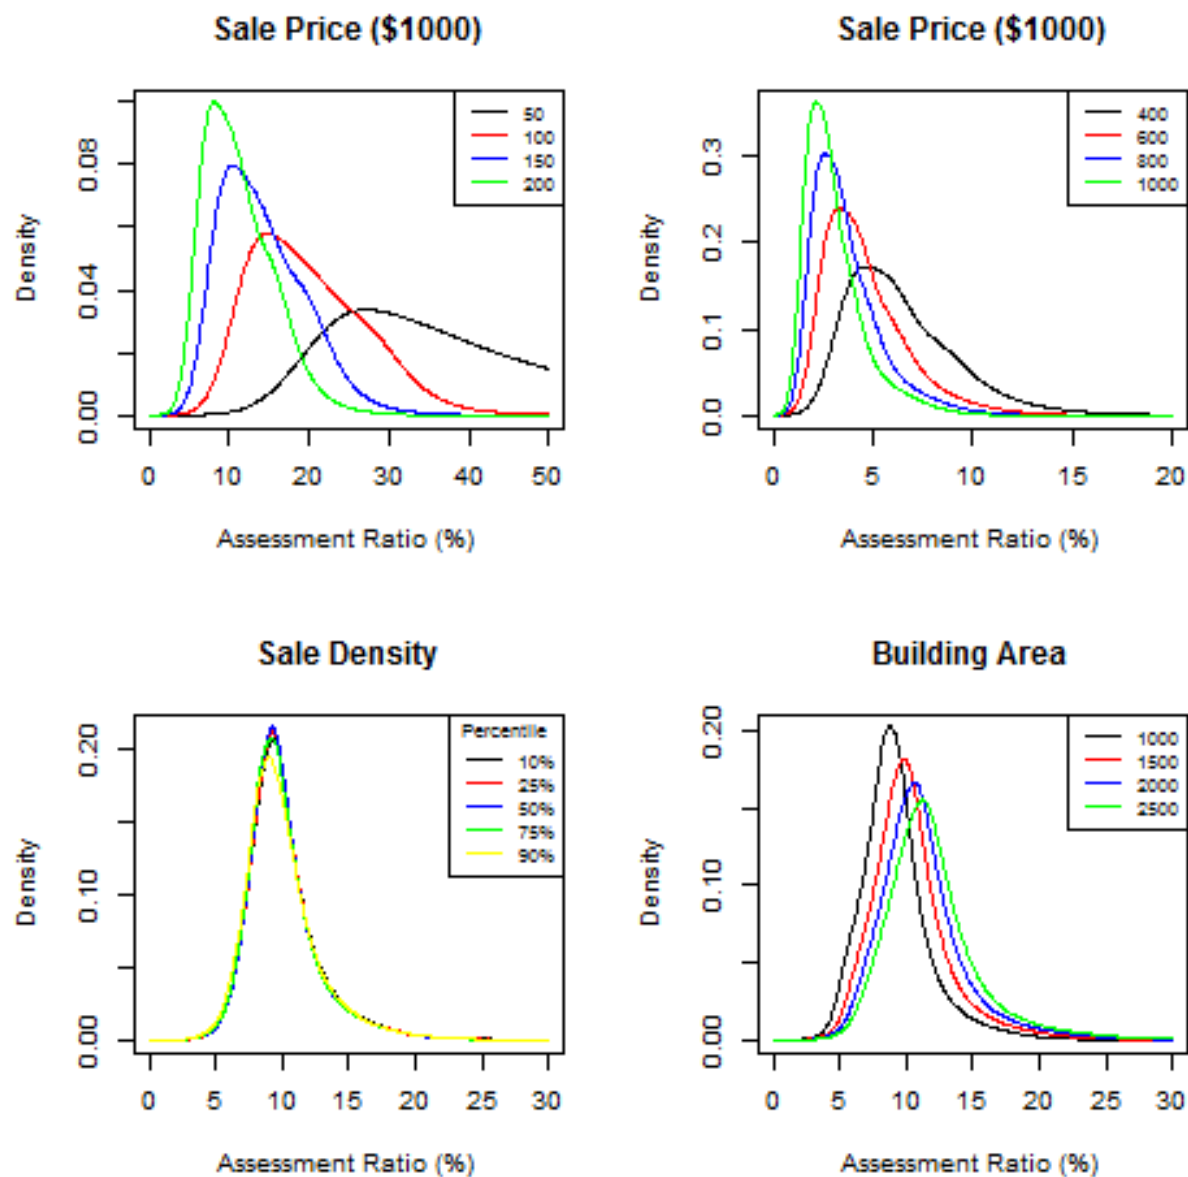 Sale Price ($1000)
Density
0.00 0.04 0.08
50
100
150
200
0 10 20 30 40 50
Assessment Ratio (%)
Sale Price ($1000)
Density
0.0 0.1 0.2 0.3
400
600
800
1000
0 5 10 15 20
Assessment Ratio (%)
Sale Density
Density
0.00 0.10 0.20
Percentile
10%
25%
50%
75%
90%
0 5 10 15 20 25 30
Assessment Ratio (%)
Building Area
Density
0.00 0.10 0.20
1000
1500
2000
2500
0 5 10 15 20 25 30
Assessment Ratio (%)